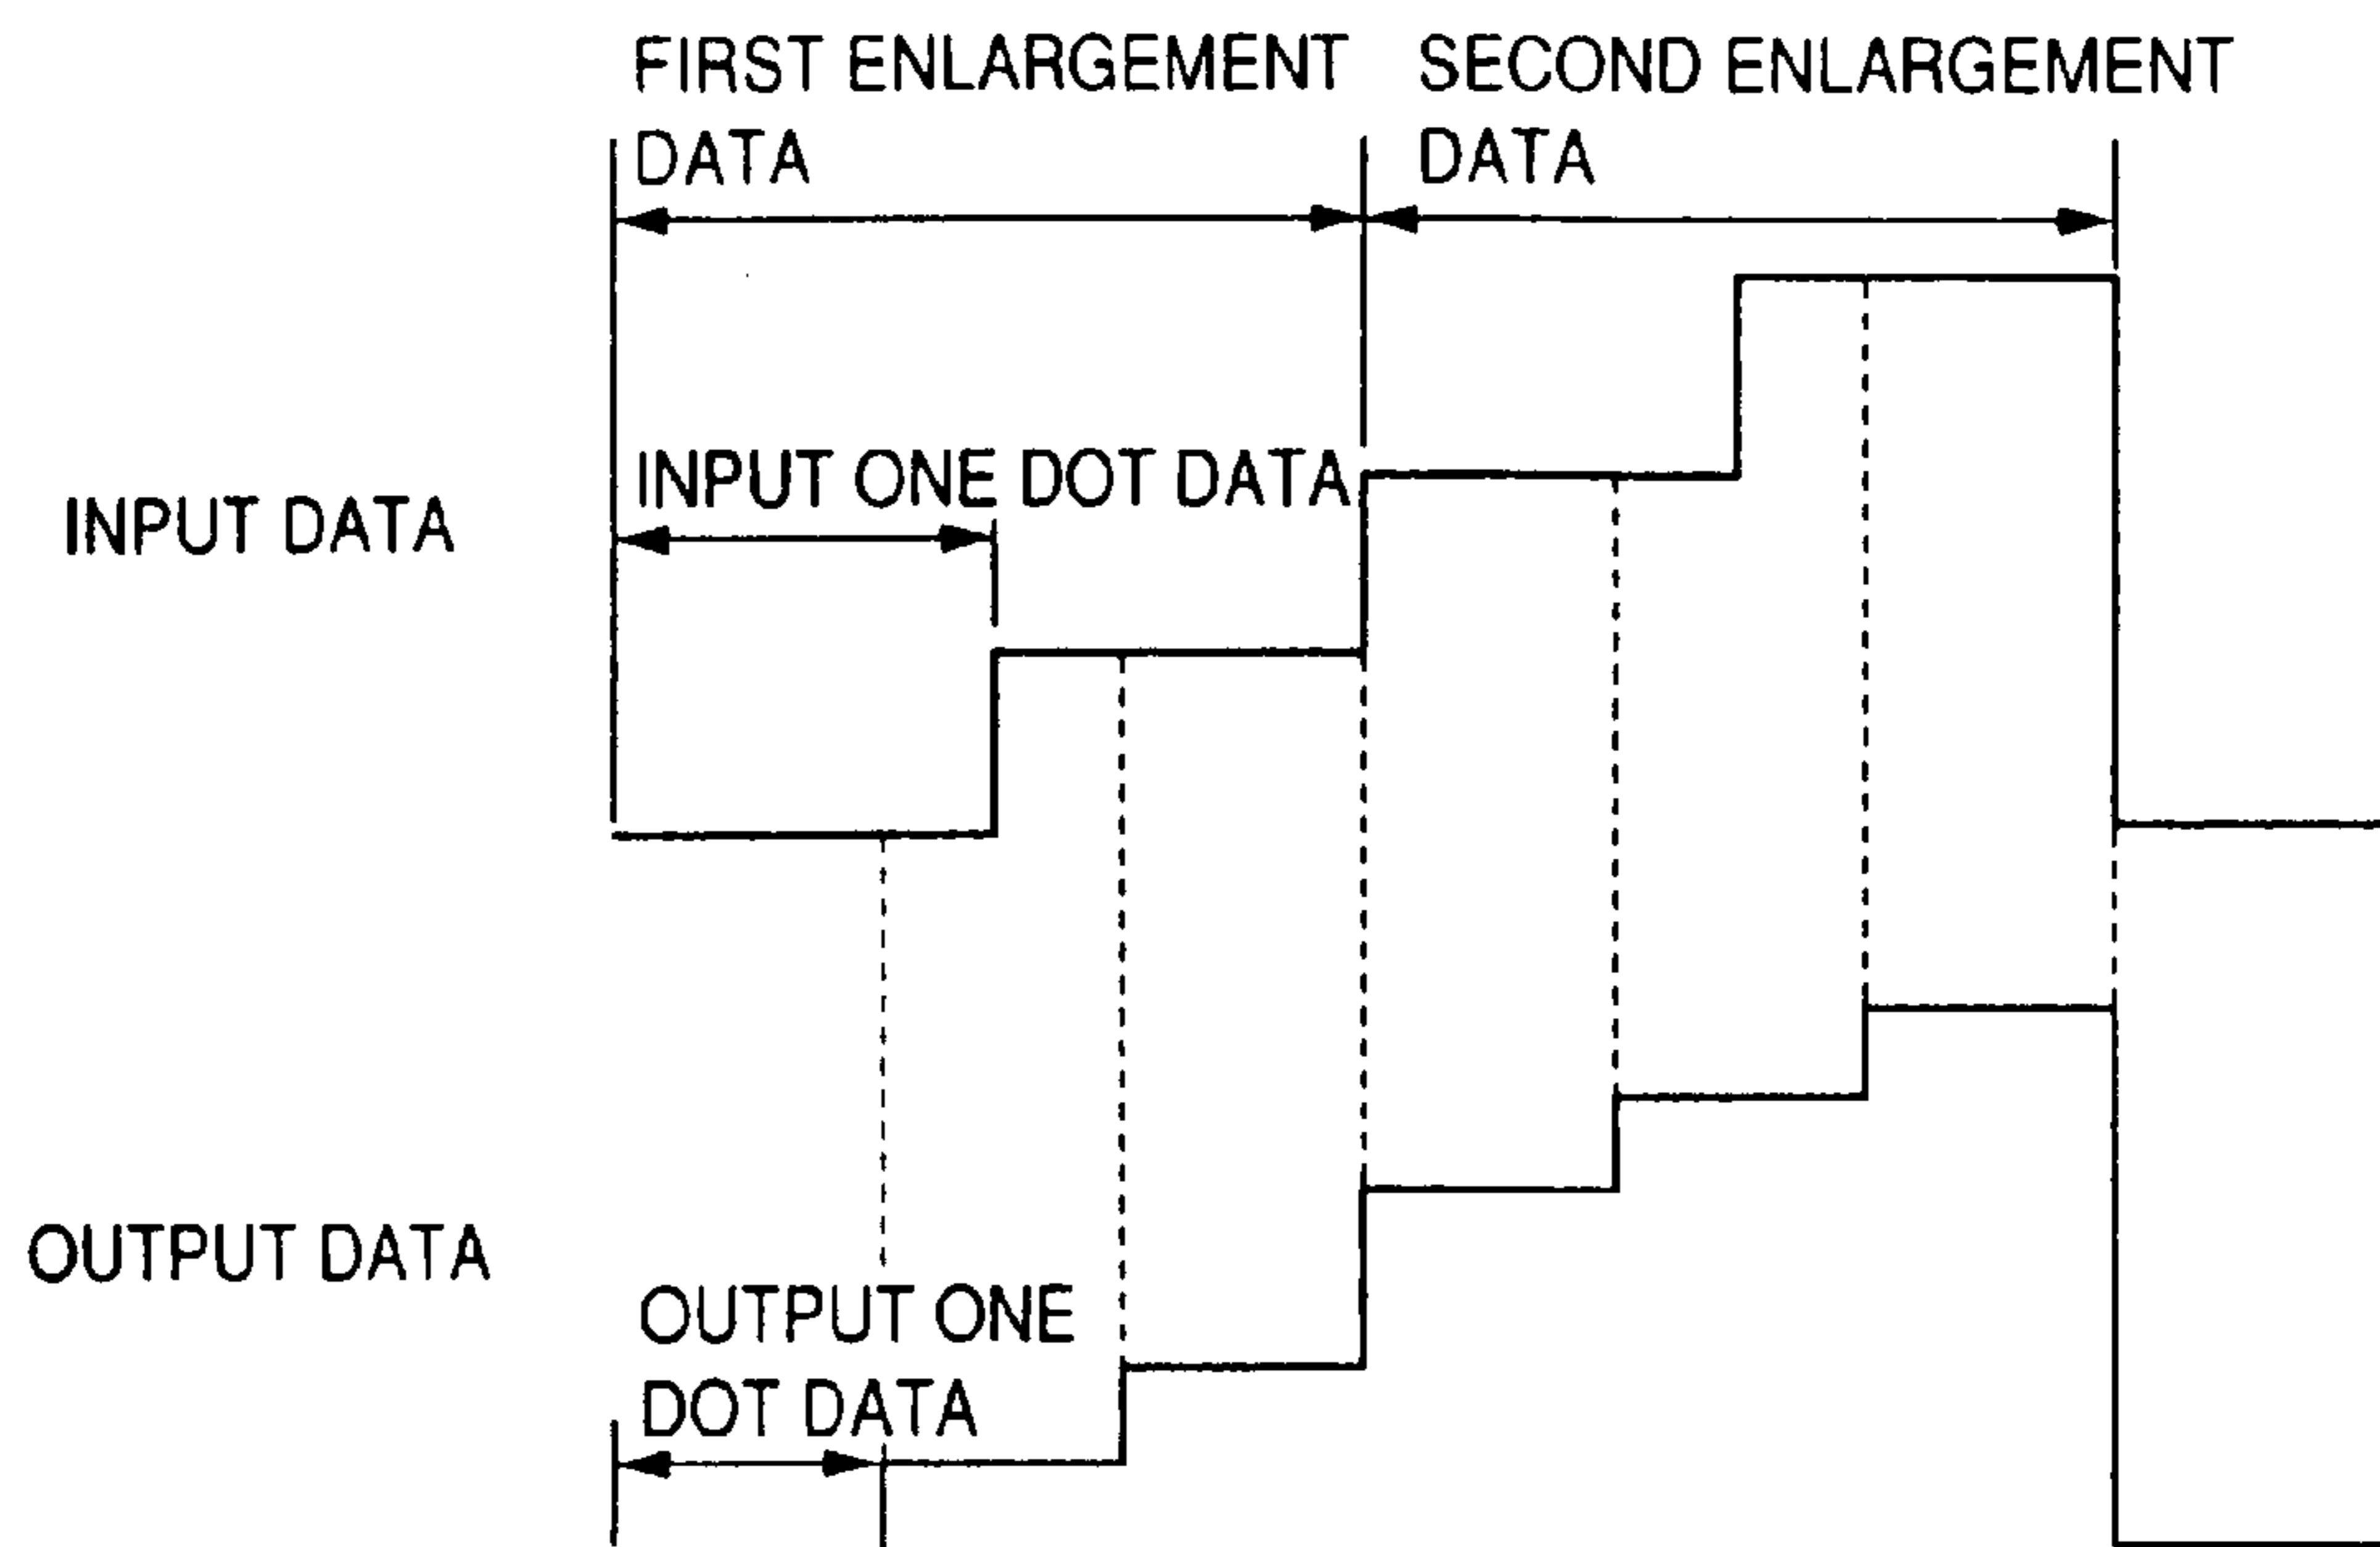 FIRST ENLARGEMENT
DATA
SECOND ENLARGEMENT
DATA
INPUT ONE DOT DATA
INPUT DATA
OUTPUT DATA
OUTPUT ONE
DOT DATA